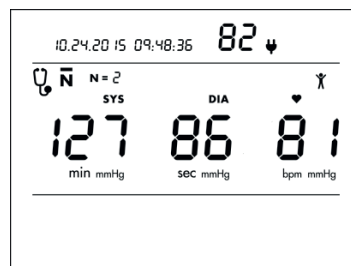 10.24.2015 09:48:36 82
N N = 2
SYS DIA
127 86 81
min mmHg sec mmHg bpm mmHg